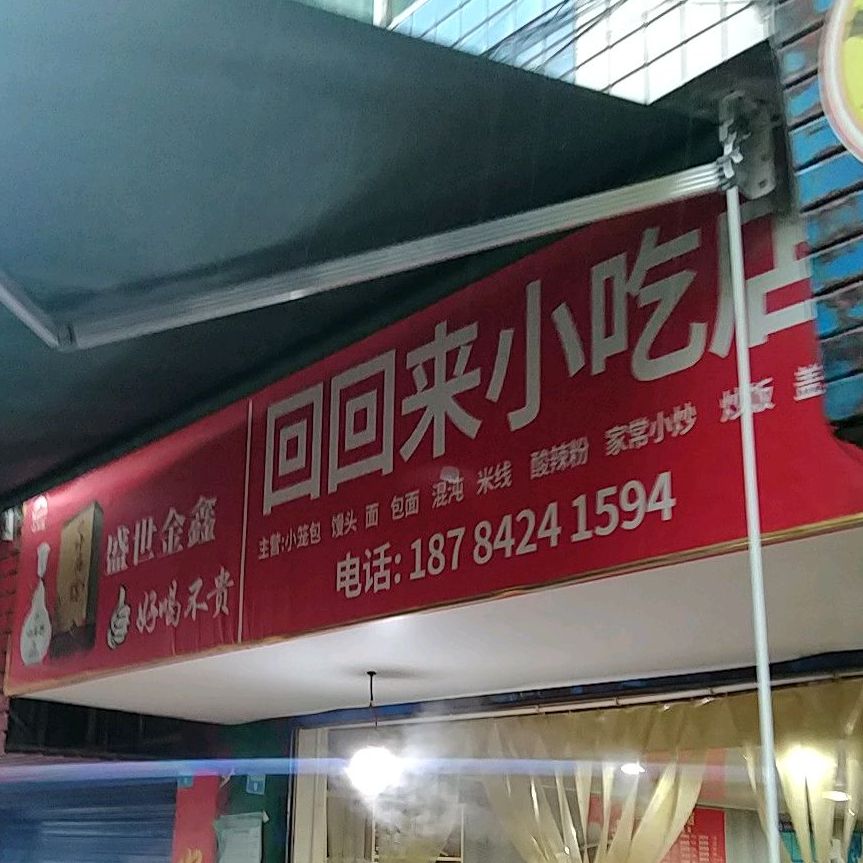 盛世金鑫
好喝不贵
回回来小吃店
主营:小笼包 馒头 面 包面 混沌 米线 酸辣粉 家常小炒 炒饭 盖
电话: 187 8424 1594